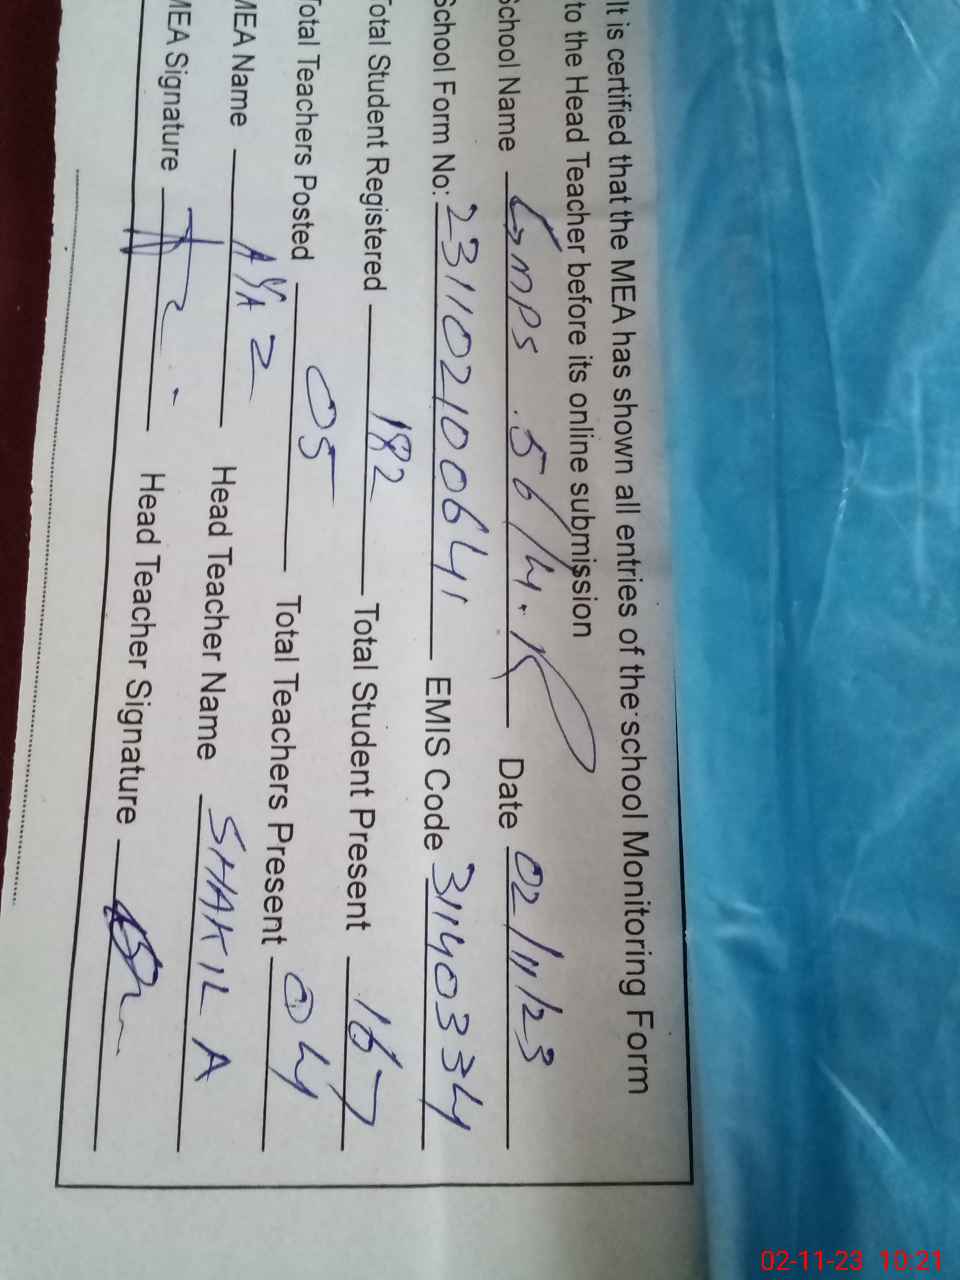 It is certified that the MEA has shown all entries of the school Monitoring Form
to the Head Teacher before its online submission
School Name Gmps 56/4.R Date 02/11/23
School Form No: 23110210064 EMIS Code 31140334
Total Student Registered 182 Total Student Present 167
Total Teachers Posted 05 Total Teachers Present 04
MEA Name AYAZ Head Teacher Name SHAKILA
MEA Signature Head Teacher Signature
02-11-23 10:21